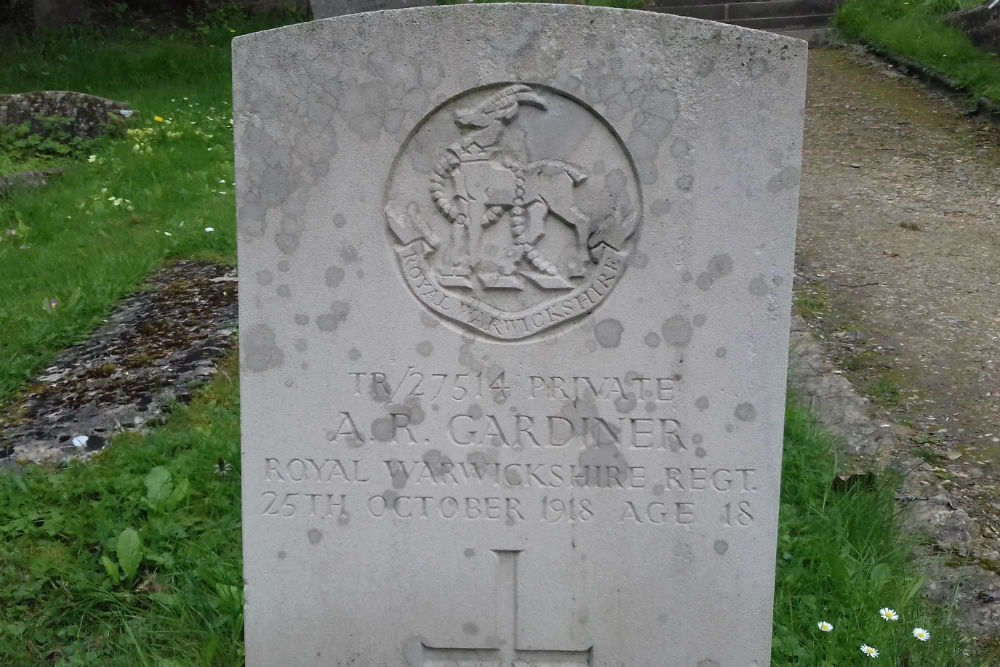 ROYAL WARWICKSHIRE
TR/27514 PRIVATE
A. R. GARDINER
ROYAL WARWICKSHIRE REGT.
25TH OCTOBER 1918 AGE 18